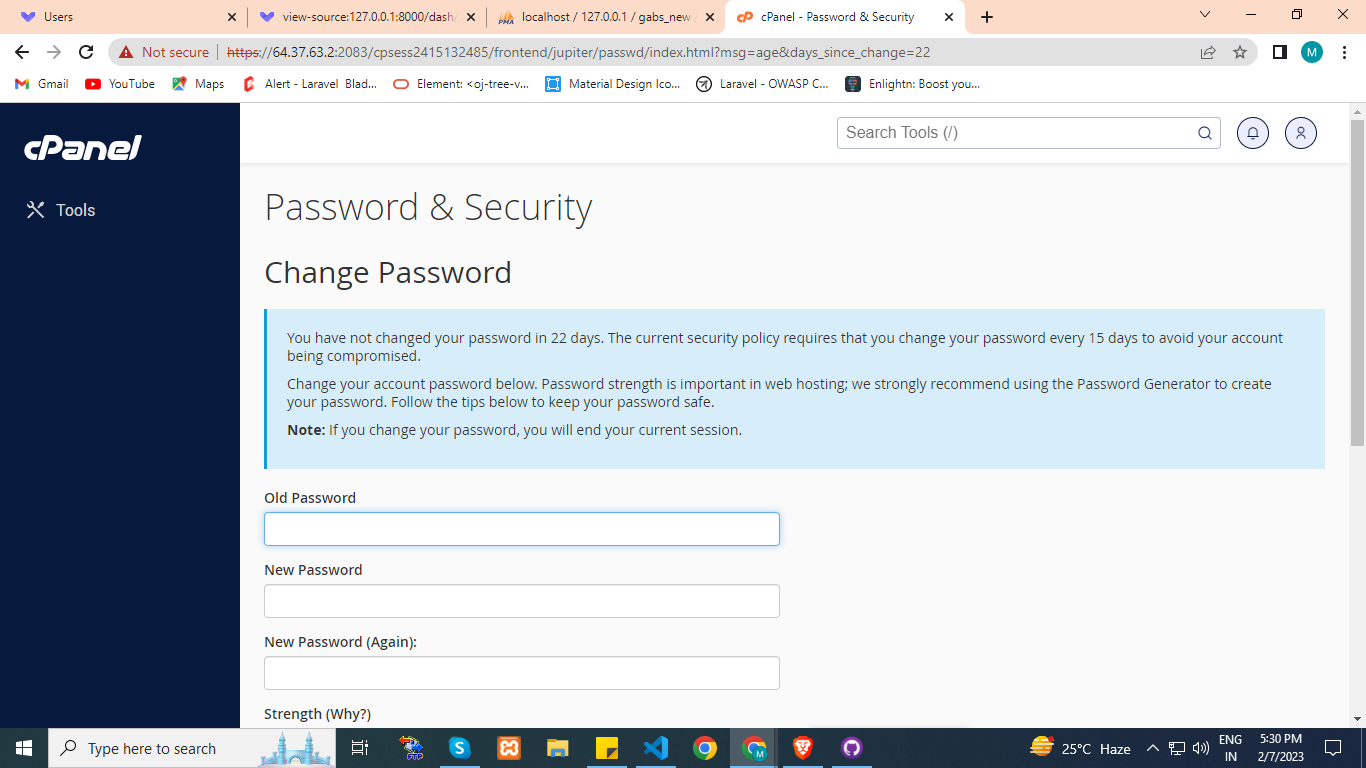 Users
view-source:127.0.0.1:8000/dash
localhost / 127.0.0.1 / gabs_new
cPanel - Password & Security
Not secure
https://64.37.63.2:2083/cpsess2415132485/frontend/jupiter/passwd/index.html?msg=age&days_since_change=22
M
Gmail
YouTube
Maps
Alert - Laravel Blad...
Element: <oj-tree-v...
Material Design Ico...
Laravel - OWASP C...
Enlightn: Boost you...
cPanel
Search Tools (/)
Tools
Password & Security
Change Password
You have not changed your password in 22 days. The current security policy requires that you change your password every 15 days to avoid your account
being compromised.
Change your account password below. Password strength is important in web hosting; we strongly recommend using the Password Generator to create
your password. Follow the tips below to keep your password safe.
Note: If you change your password, you will end your current session.
Old Password
New Password
New Password (Again):
Strength (Why?)
Type here to search
25°C Haze
ENG
IN
5:30 PM
2/7/2023